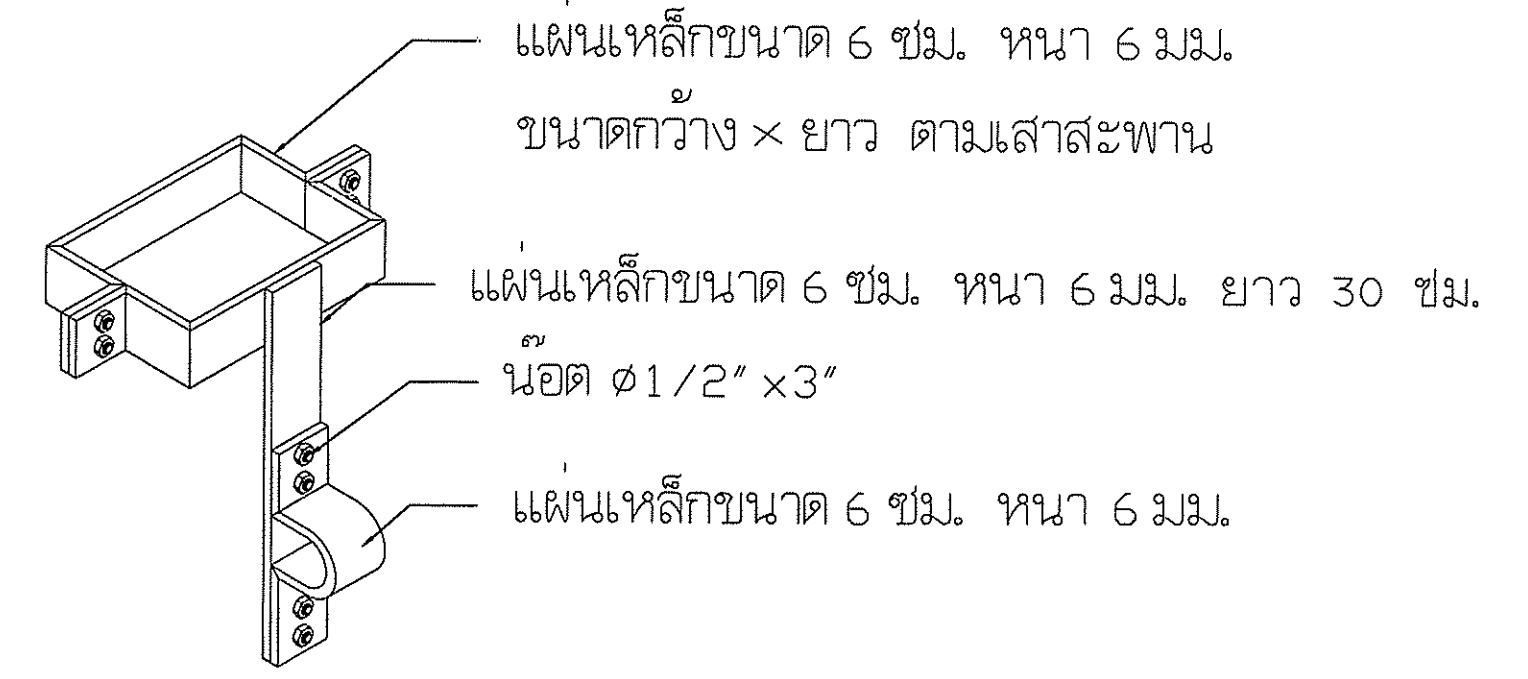 แผ่นเหล็กขนาด 6 ซม. หนา 6 มม.
ขนาดกว้าง × ยาว ตามเสาสะพาน
แผ่นเหล็กขนาด 6 ซม. หนา 6 มม. ยาว 30 ซม.
น๊อต ø1/2" x3"
แผ่นเหล็กขนาด 6 ซม. หนา 6 มม.